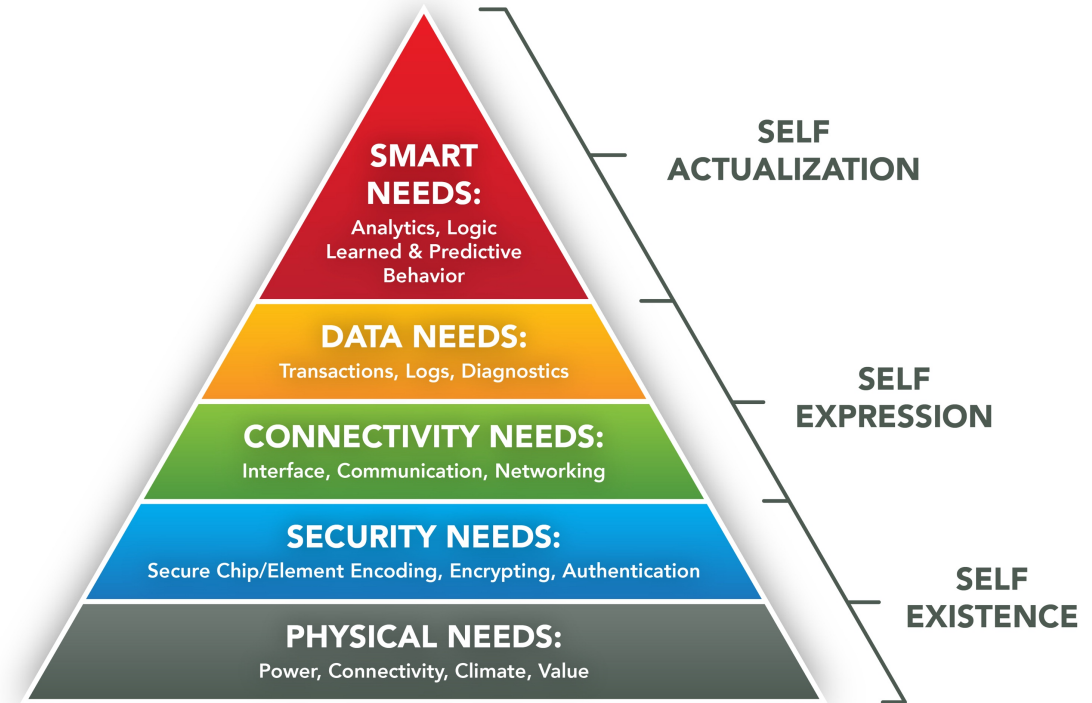 SMART
NEEDS:
Analytics, Logic
Learned & Predictive
Behavior
DATA NEEDS:
Transactions, Logs, Diagnostics
CONNECTIVITY NEEDS:
Interface, Communication, Networking
SECURITY NEEDS:
Secure Chip/Element Encoding, Encrypting, Authentication
PHYSICAL NEEDS:
Power, Connectivity, Climate, Value
SELF
ACTUALIZATION
SELF
EXPRESSION
SELF
EXISTENCE